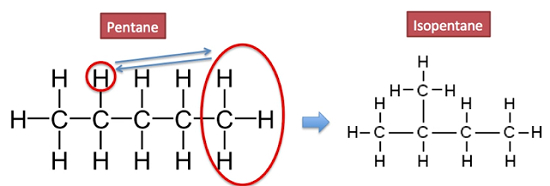 Pentane
H H H H H
H-C-C-C-C-C-H
H H H H H
Isopentane
H
H-C-H
H H H
H-C-C-C-C-H
H H H H